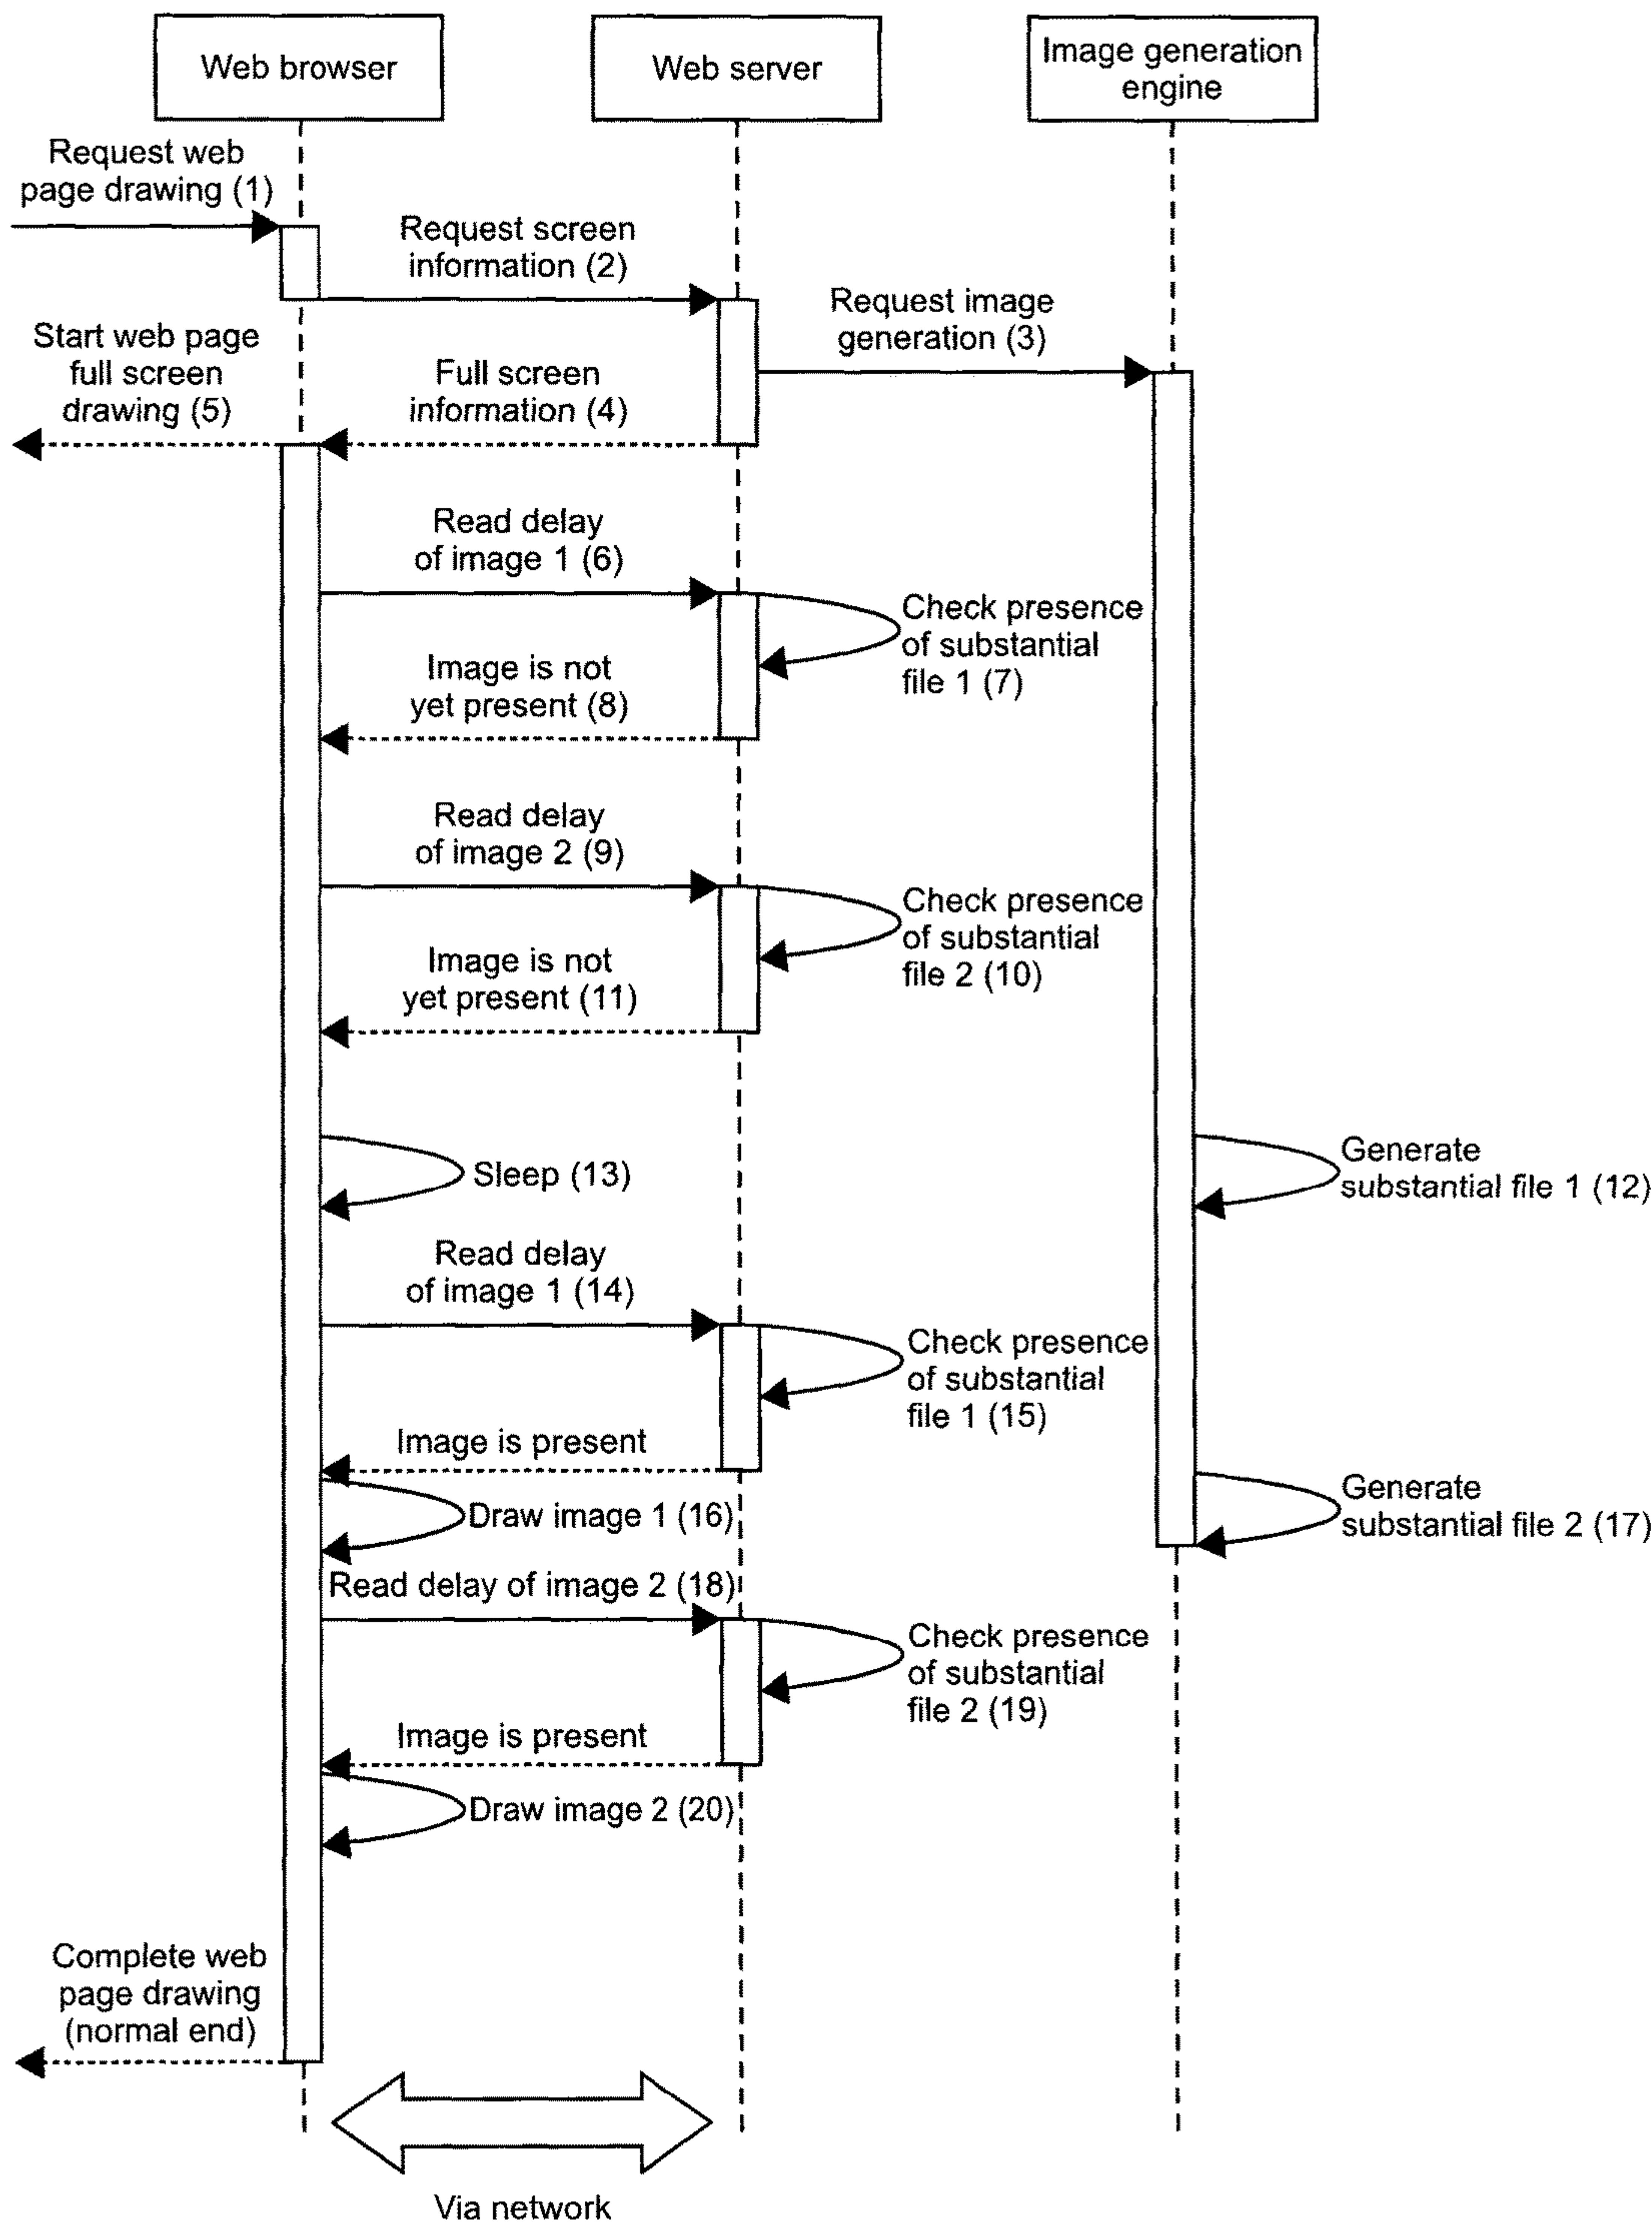 Web browser
Web server
Image generation
engine
Request web
page drawing (1)
Request screen
information (2)
Request image
generation (3)
Start web page
full screen
drawing (5)
Full screen
information (4)
Read delay
of image 1 (6)
Check presence
of substantial
file 1 (7)
Image is not
yet present (8)
Read delay
of image 2 (9)
Check presence
of substantial
file 2 (10)
Image is not
yet present (11)
Sleep (13)
Generate
substantial file 1 (12)
Read delay
of image 1 (14)
Check presence
of substantial
file 1 (15)
Image is present
Draw image 1 (16)
Generate
substantial file 2 (17)
Read delay of image 2 (18)
Check presence
of substantial
file 2 (19)
Image is present
Draw image 2 (20)
Complete web
page drawing
(normal end)
Via network